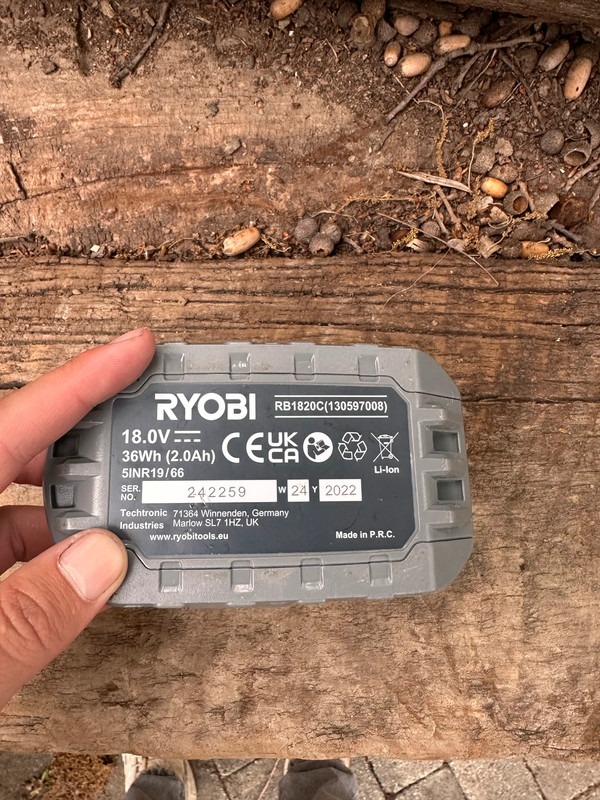 RYOBI
RB1820C(130597008)
18.0V
36Wh (2.0Ah)
5INR19/66
CE UK CA
Li-Ion
SER. NO. 242259 W 24 Y 2022
Techtronic Industries
71364 Winnenden, Germany
Marlow SL7 1HZ, UK
www.ryobitools.eu
Made in P.R.C.